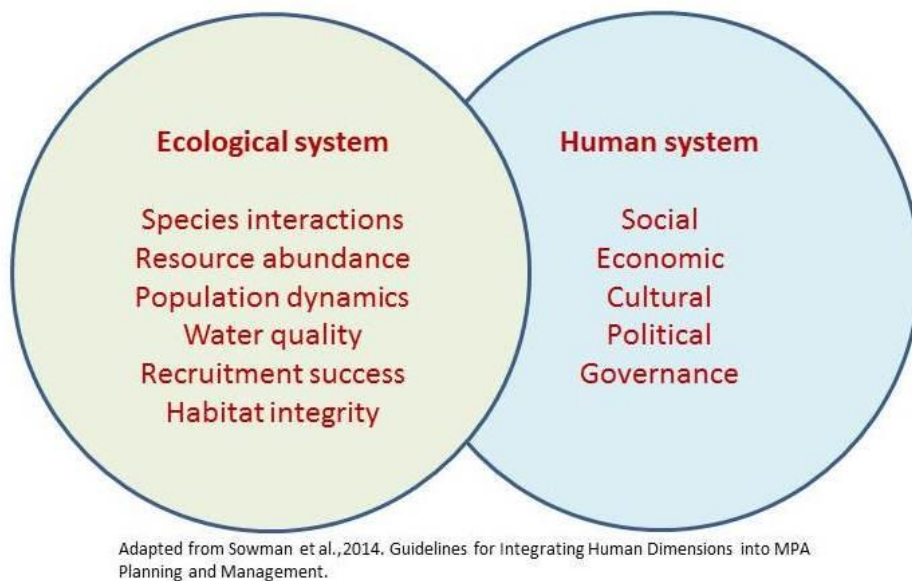 Ecological system
Species interactions
Resource abundance
Population dynamics
Water quality
Recruitment success
Habitat integrity
Human system
Social
Economic
Cultural
Political
Governance
Adapted from Sowman et al.,2014. Guidelines for Integrating Human Dimensions into MPA
Planning and Management.